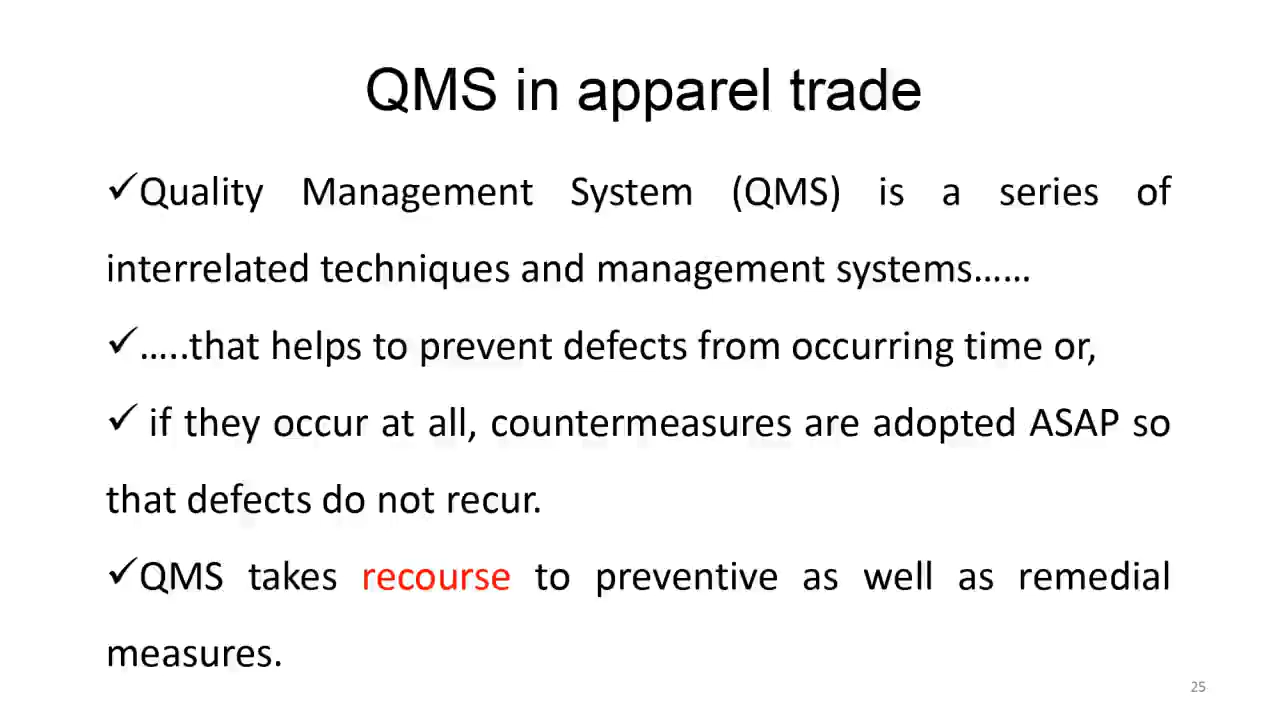 QMS in apparel trade
✓Quality Management System (QMS) is a series of
interrelated techniques and management systems……
✓…..that helps to prevent defects from occurring time or,
✓ if they occur at all, countermeasures are adopted ASAP so
that defects do not recur.
✓QMS takes recourse to preventive as well as remedial
measures.
25